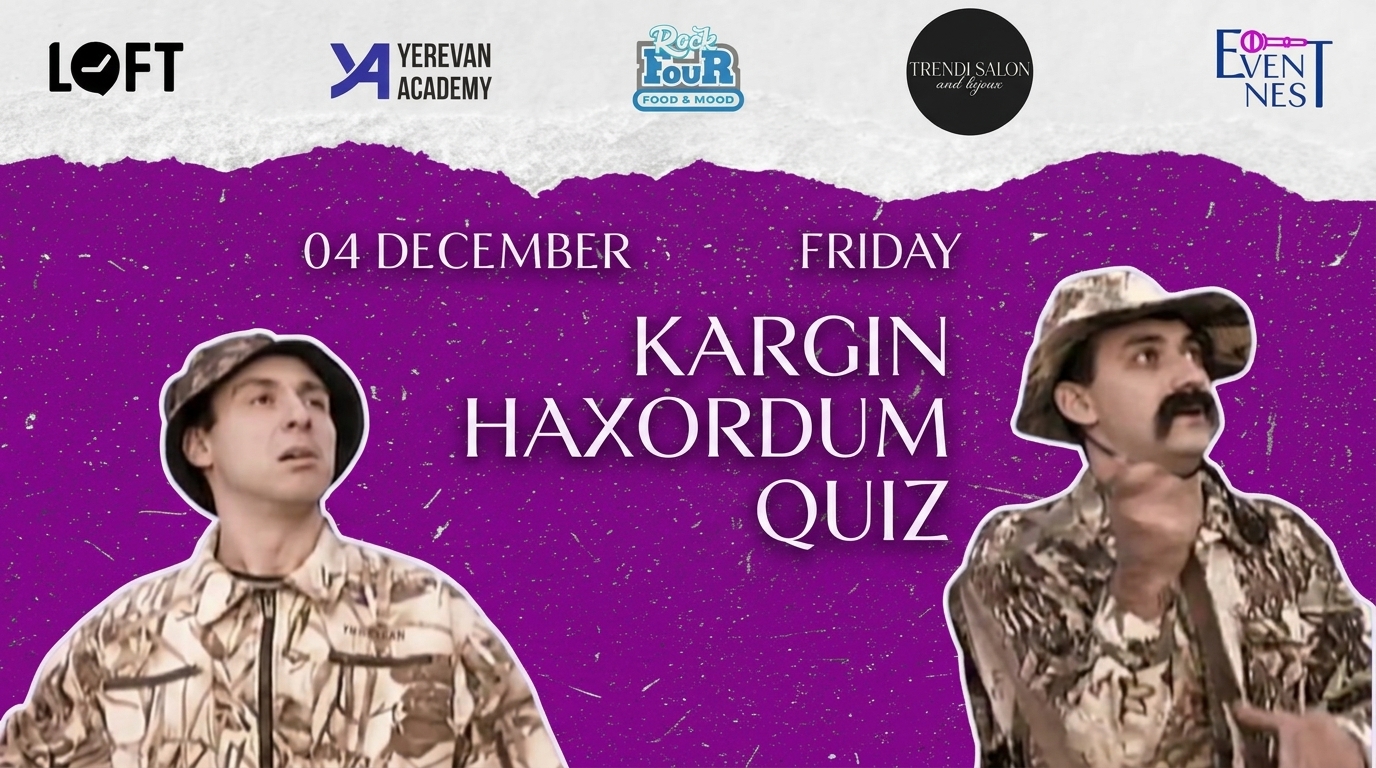 LOFT
YEREVAN
ACADEMY
Rock
FOUR
FOOD & MOOD
TRENDI SALON
and bijoux
EVENT
NEST
04 DECEMBER
FRIDAY
KARGIN
HAXORDUM
QUIZ